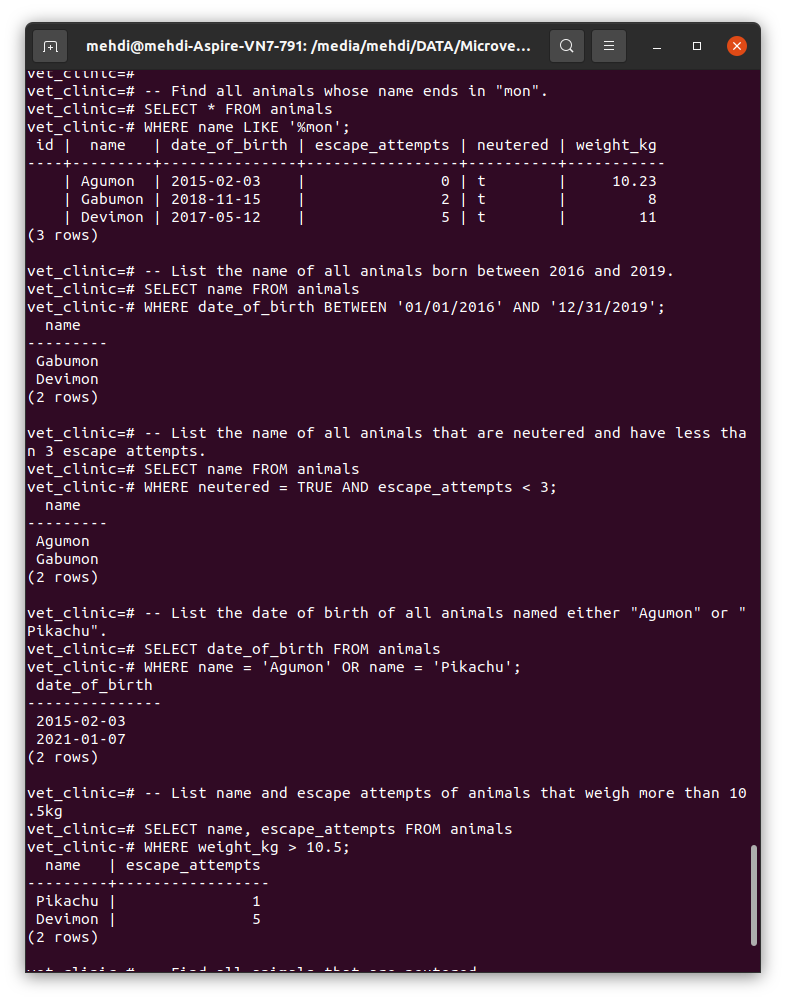 mehdi@mehdi-Aspire-VN7-791: /media/mehdi/DATA/Microve...
vet_clinic=#
vet_clinic=# -- Find all animals whose name ends in "mon".
vet_clinic=# SELECT * FROM animals
vet_clinic-# WHERE name LIKE '%mon';
 id |  name   | date_of_birth | escape_attempts | neutered | weight_kg
----+---------+---------------+-----------------+----------+-----------
    | Agumon  | 2015-02-03    |               0 | t        |     10.23
    | Gabumon | 2018-11-15    |               2 | t        |         8
    | Devimon | 2017-05-12    |               5 | t        |        11
(3 rows)

vet_clinic=# -- List the name of all animals born between 2016 and 2019.
vet_clinic=# SELECT name FROM animals
vet_clinic-# WHERE date_of_birth BETWEEN '01/01/2016' AND '12/31/2019';
  name
---------
 Gabumon
 Devimon
(2 rows)

vet_clinic=# -- List the name of all animals that are neutered and have less tha
n 3 escape attempts.
vet_clinic=# SELECT name FROM animals
vet_clinic-# WHERE neutered = TRUE AND escape_attempts < 3;
  name
---------
 Agumon
 Gabumon
(2 rows)

vet_clinic=# -- List the date of birth of all animals named either "Agumon" or "
Pikachu".
vet_clinic=# SELECT date_of_birth FROM animals
vet_clinic-# WHERE name = 'Agumon' OR name = 'Pikachu';
 date_of_birth
---------------
 2015-02-03
 2021-01-07
(2 rows)

vet_clinic=# -- List name and escape attempts of animals that weigh more than 10
.5kg
vet_clinic=# SELECT name, escape_attempts FROM animals
vet_clinic-# WHERE weight_kg > 10.5;
  name   | escape_attempts
---------+-----------------
 Pikachu |               1
 Devimon |               5
(2 rows)

vet_clinic=# -- Find all animals that are neutered.